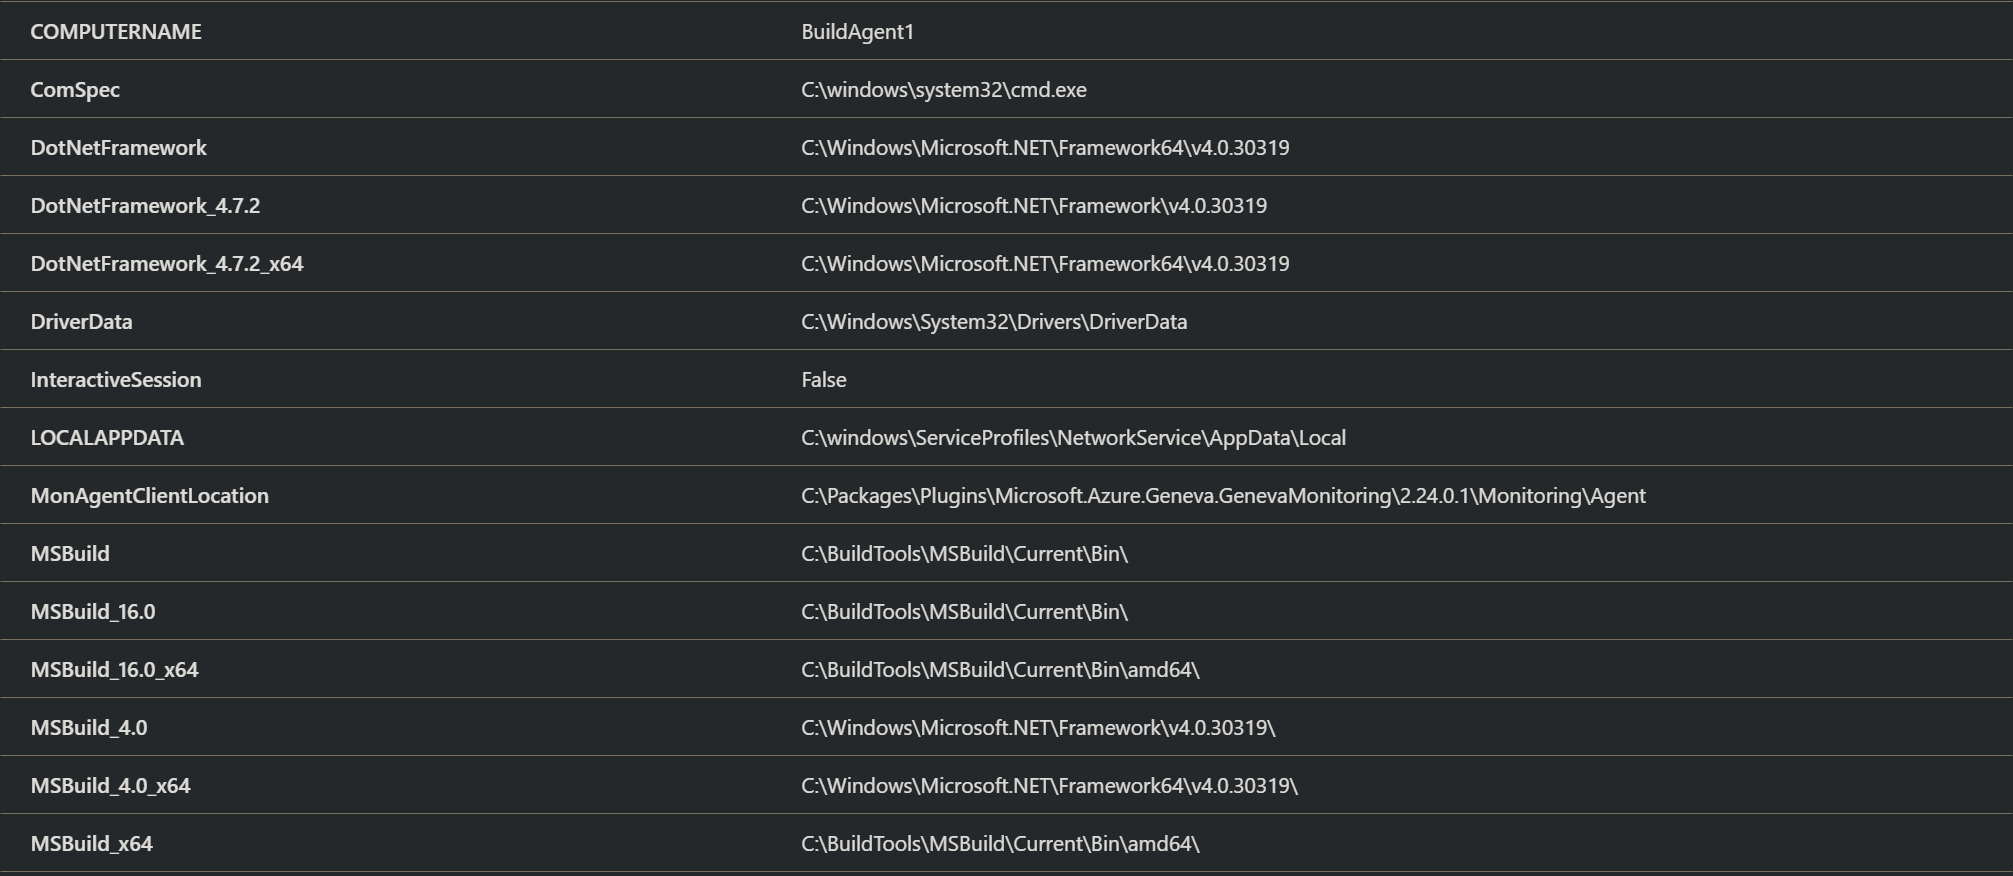 COMPUTERNAME BuildAgent1
ComSpec C:\windows\system32\cmd.exe
DotNetFramework C:\Windows\Microsoft.NET\Framework64\v4.0.30319
DotNetFramework_4.7.2 C:\Windows\Microsoft.NET\Framework\v4.0.30319
DotNetFramework_4.7.2_x64 C:\Windows\Microsoft.NET\Framework64\v4.0.30319
DriverData C:\Windows\System32\Drivers\DriverData
InteractiveSession False
LOCALAPPDATA C:\windows\ServiceProfiles\NetworkService\AppData\Local
MonAgentClientLocation C:\Packages\Plugins\Microsoft.Azure.Geneva.GenevaMonitoring\2.24.0.1\Monitoring\Agent
MSBuild C:\BuildTools\MSBuild\Current\Bin\
MSBuild_16.0 C:\BuildTools\MSBuild\Current\Bin\
MSBuild_16.0_x64 C:\BuildTools\MSBuild\Current\Bin\amd64\
MSBuild_4.0 C:\Windows\Microsoft.NET\Framework\v4.0.30319\
MSBuild_4.0_x64 C:\Windows\Microsoft.NET\Framework64\v4.0.30319\
MSBuild_x64 C:\BuildTools\MSBuild\Current\Bin\amd64\